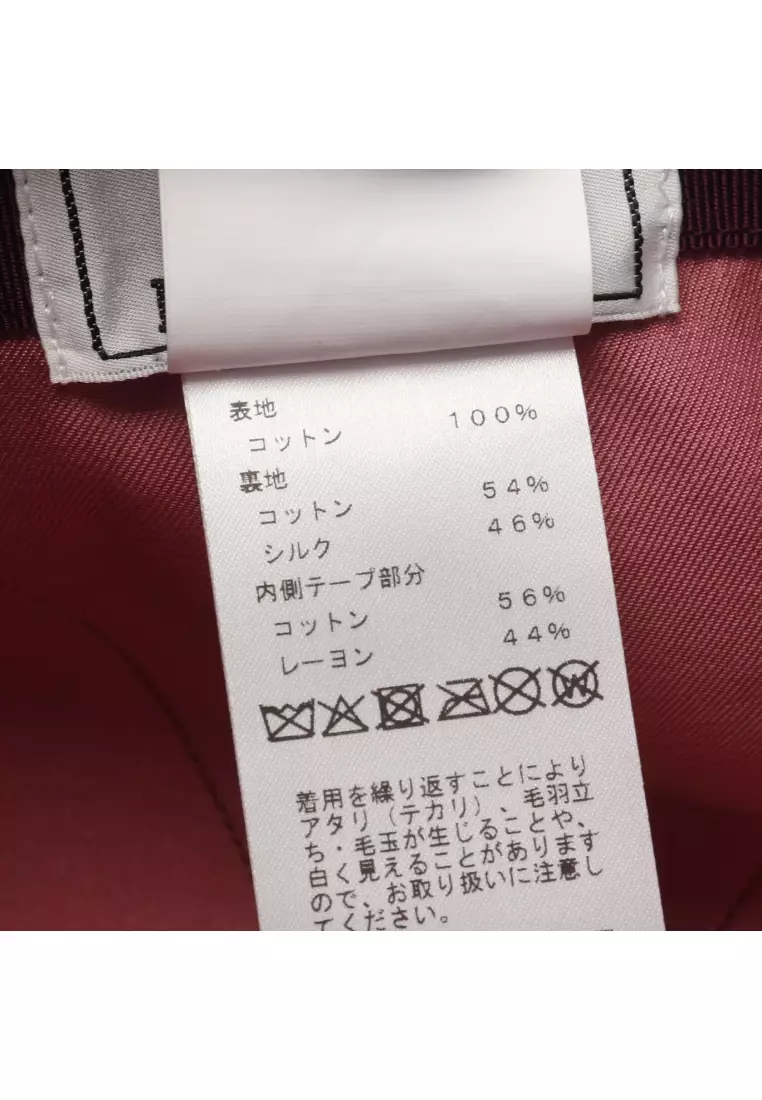 表地
コットン 100%
裏地
コットン 54%
シルク 46%
内側テープ部分
コットン 56%
レーヨン 44%
着用を繰り返すことにより
アタリ(テカリ)、毛羽立
ち・毛玉が生じることや、
白く見えることがあります
ので、お取り扱いに注意し
てください。